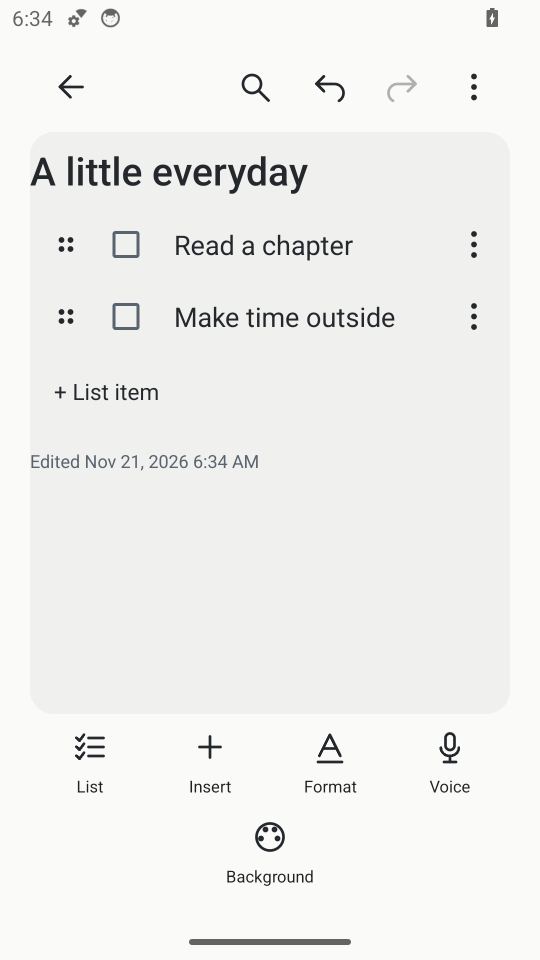 6:34
A little everyday
Read a chapter
Make time outside
+ List item
Edited Nov 21, 2026 6:34 AM
List
Insert
Format
Voice
Background